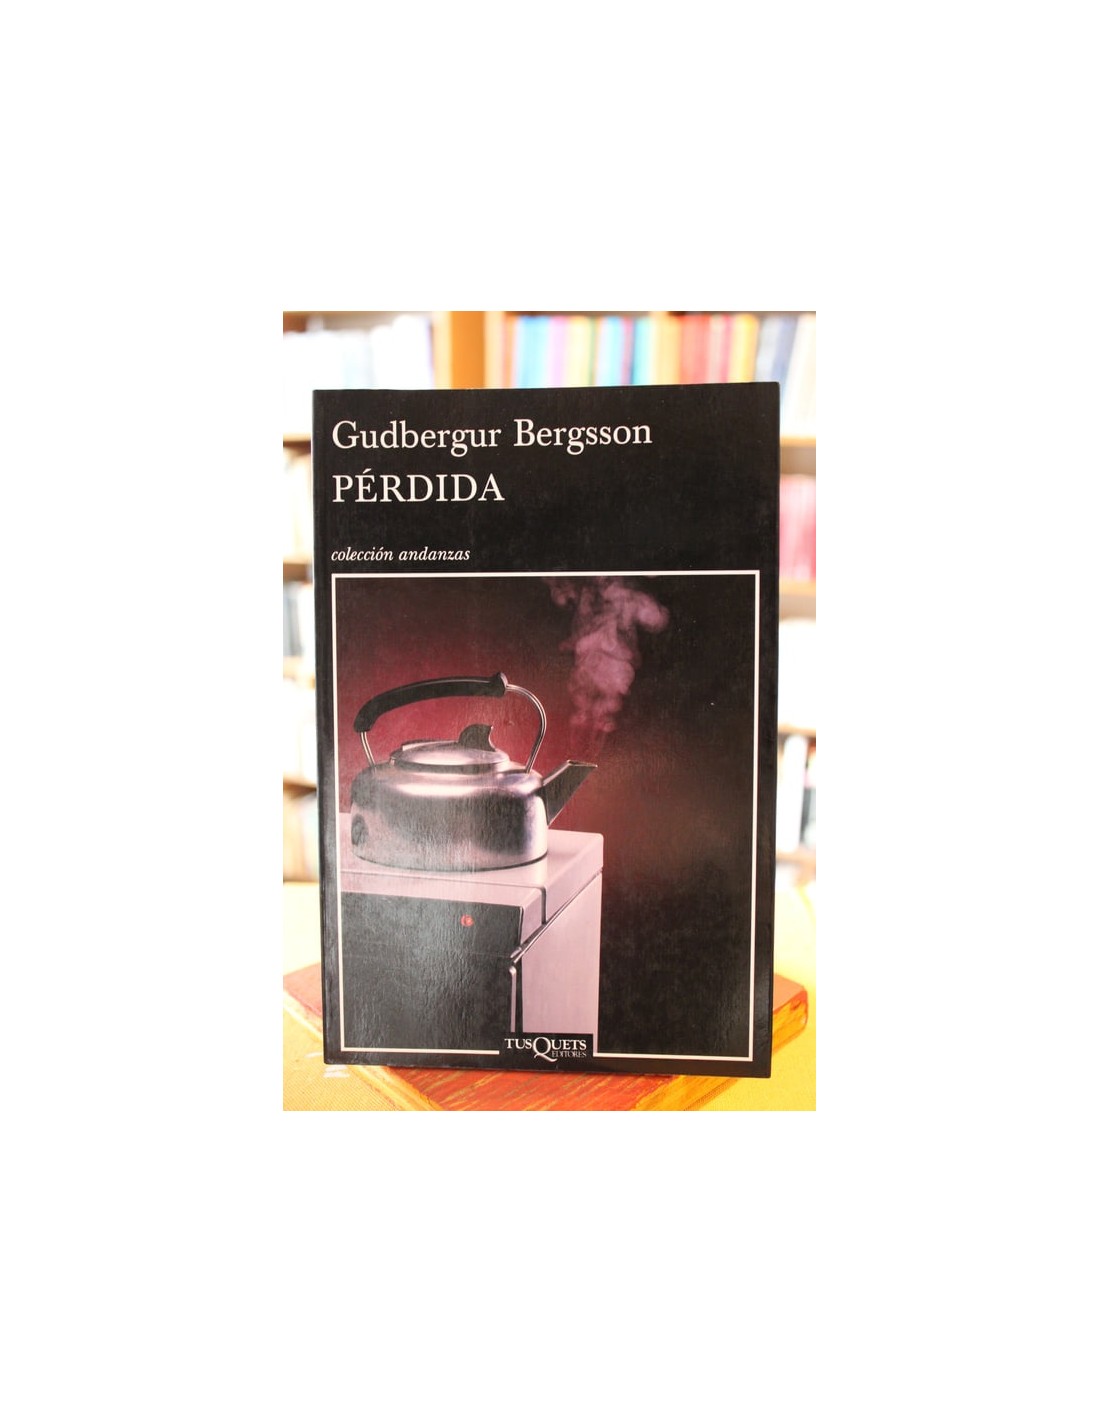 Gudbergur Bergsson
PÉRDIDA
colección andanzas
TUSQUETS
EDITORES